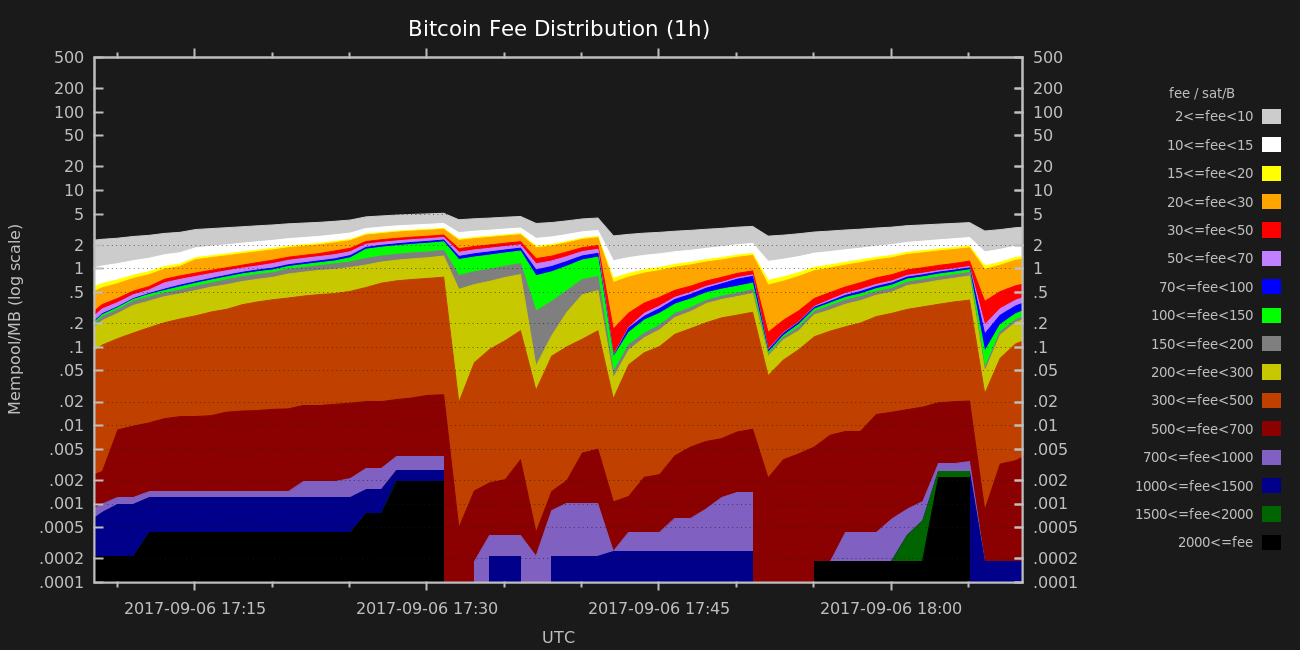 Bitcoin Fee Distribution (1h)
Mempool/MB (log scale)
500
200
100
50
20
10
5
2
1
.5
.2
.1
.05
.02
.01
.005
.002
.001
.0005
.0002
.0001
500
200
100
50
20
10
5
2
1
.5
.2
.1
.05
.02
.01
.005
.002
.001
.0005
.0002
.0001
2017-09-06 17:15
2017-09-06 17:30
2017-09-06 17:45
2017-09-06 18:00
UTC
fee / sat/B
2<=fee<10
10<=fee<15
15<=fee<20
20<=fee<30
30<=fee<50
50<=fee<70
70<=fee<100
100<=fee<150
150<=fee<200
200<=fee<300
300<=fee<500
500<=fee<700
700<=fee<1000
1000<=fee<1500
1500<=fee<2000
2000<=fee